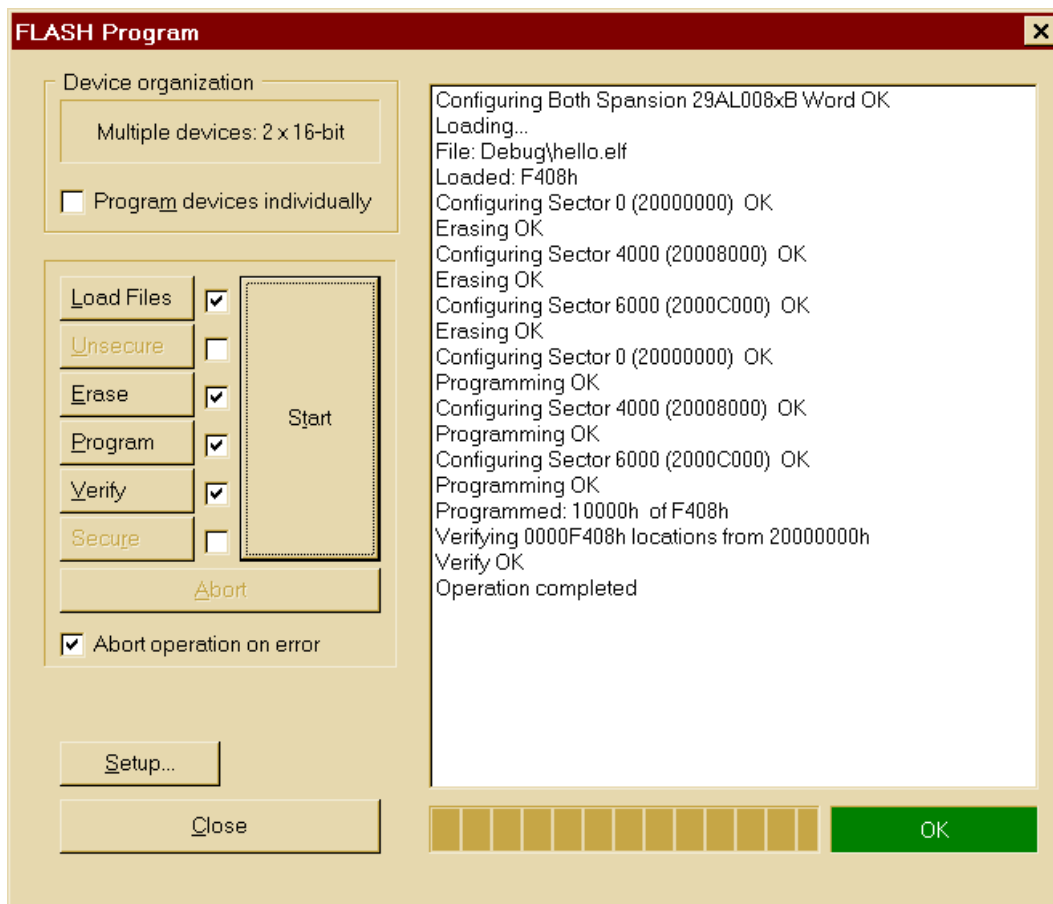 FLASH Program
Device organization
Multiple devices: 2 x 16-bit
Program devices individually
Load Files
Unsecure
Erase
Program
Verify
Secure
Start
Abort
Abort operation on error
Setup...
Close
Configuring Both Spansion 29AL008xB Word OK
Loading...
File: Debug\hello.elf
Loaded: F408h
Configuring Sector 0 (20000000)  OK
Erasing OK
Configuring Sector 4000 (20008000)  OK
Erasing OK
Configuring Sector 6000 (2000C000)  OK
Erasing OK
Configuring Sector 0 (20000000)  OK
Programming OK
Configuring Sector 4000 (20008000)  OK
Programming OK
Configuring Sector 6000 (2000C000)  OK
Programming OK
Programmed: 10000h  of F408h
Verifying 0000F408h locations from 20000000h
Verify OK
Operation completed
OK